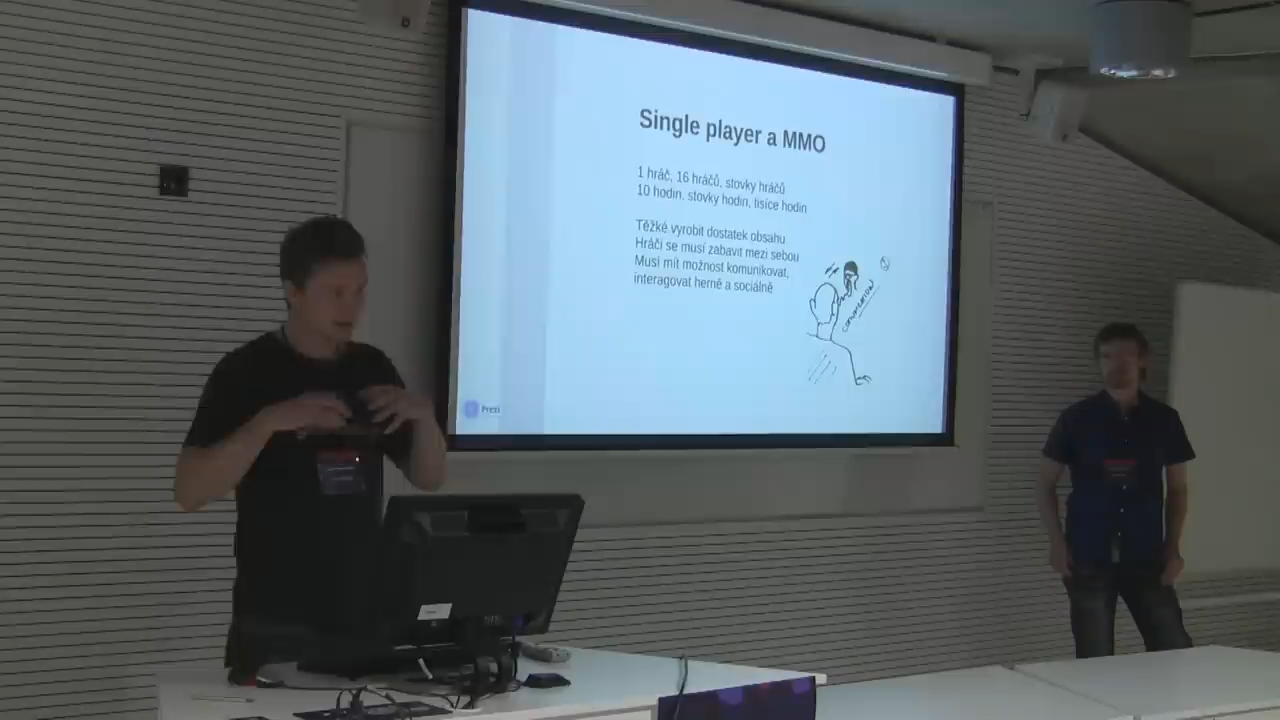 Single player a MMO
1 hráč, 16 hráčů, stovky hráčů
10 hodin, stovky hodin, tisíce hodin
Těžké vyrobit dostatek obsahu
Hráči se musí zabavit mezi sebou
Musí mít možnost komunikovat,
interagovat herně a sociálně
Prezi